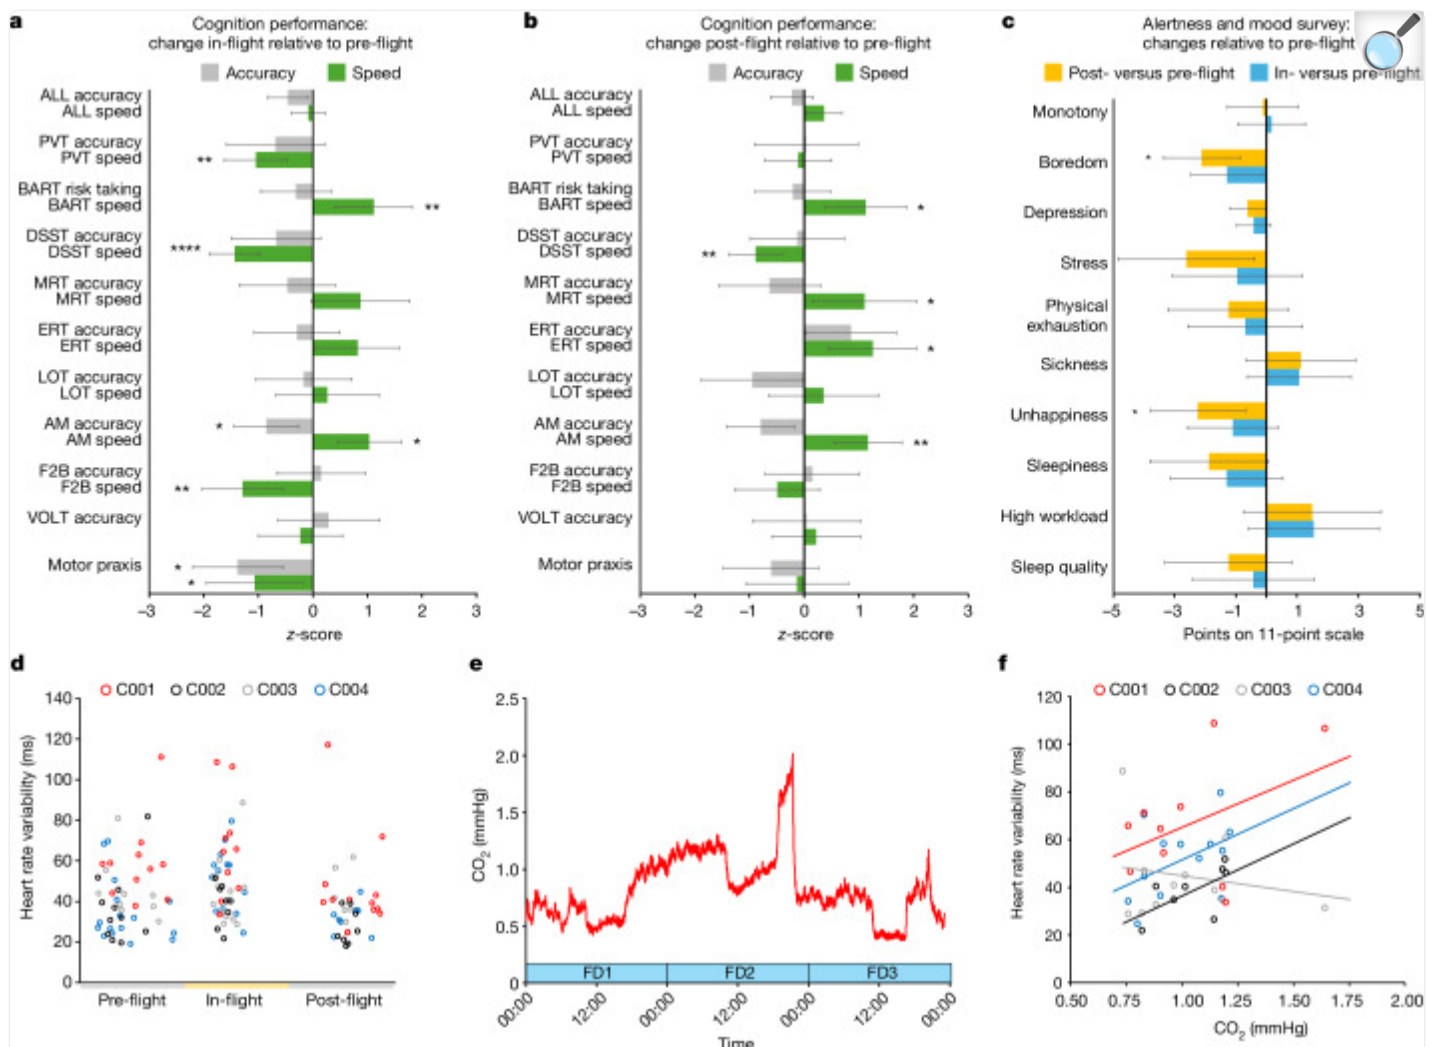 a
Cognition performance:
change in-flight relative to pre-flight
Accuracy
Speed
ALL accuracy
ALL speed
PVT accuracy
PVT speed
**
BART risk taking
BART speed
**
DSST accuracy
DSST speed
****
MRT accuracy
MRT speed
ERT accuracy
ERT speed
LOT accuracy
LOT speed
AM accuracy
*
AM speed
*
F2B accuracy
F2B speed
**
VOLT accuracy
Motor praxis
*
*
−3 −2 −1 0 1 2 3
z-score
b
Cognition performance:
change post-flight relative to pre-flight
Accuracy
Speed
ALL accuracy
ALL speed
PVT accuracy
PVT speed
BART risk taking
BART speed
*
DSST accuracy
DSST speed
**
MRT accuracy
MRT speed
*
ERT accuracy
ERT speed
*
LOT accuracy
LOT speed
AM accuracy
AM speed
**
F2B accuracy
F2B speed
VOLT accuracy
Motor praxis
−3 −2 −1 0 1 2 3
z-score
c
Alertness and mood survey:
changes relative to pre-flight
Post- versus pre-flight
In- versus pre-flight
Monotony
Boredom
*
Depression
Stress
Physical
exhaustion
Sickness
Unhappiness
*
Sleepiness
High workload
Sleep quality
−5 −3 −1 1 3 5
Points on 11-point scale
d
C001 C002 C003 C004
Heart rate variability (ms)
140
120
100
80
60
40
20
0
Pre-flight In-flight Post-flight
e
CO2 (mmHg)
2.5
2.0
1.5
1.0
0.5
0
FD1 FD2 FD3
00:00 12:00 00:00 12:00 00:00 12:00 00:00
Time
f
C001 C002 C003 C004
Heart rate variability (ms)
120
100
80
60
40
20
0
0.50 0.75 1.00 1.25 1.50 1.75 2.00
CO2 (mmHg)